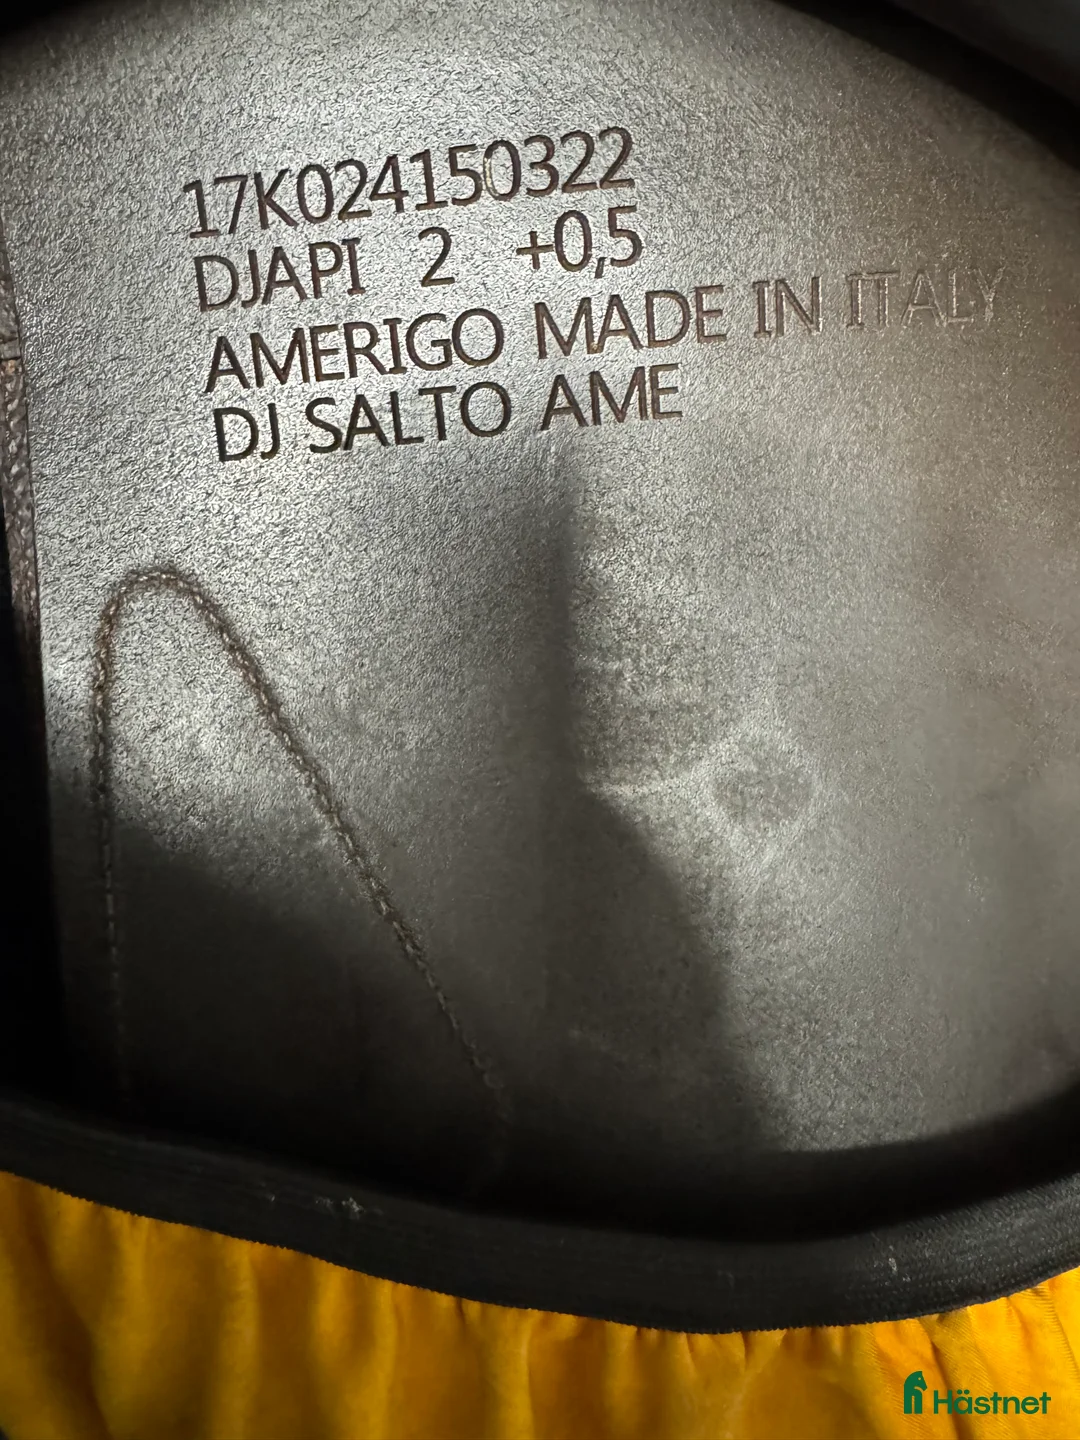 17K024150322
DJAPI 2 +0,5
AMERIGO MADE IN ITALY
DJ SALTO AME
Hästnet